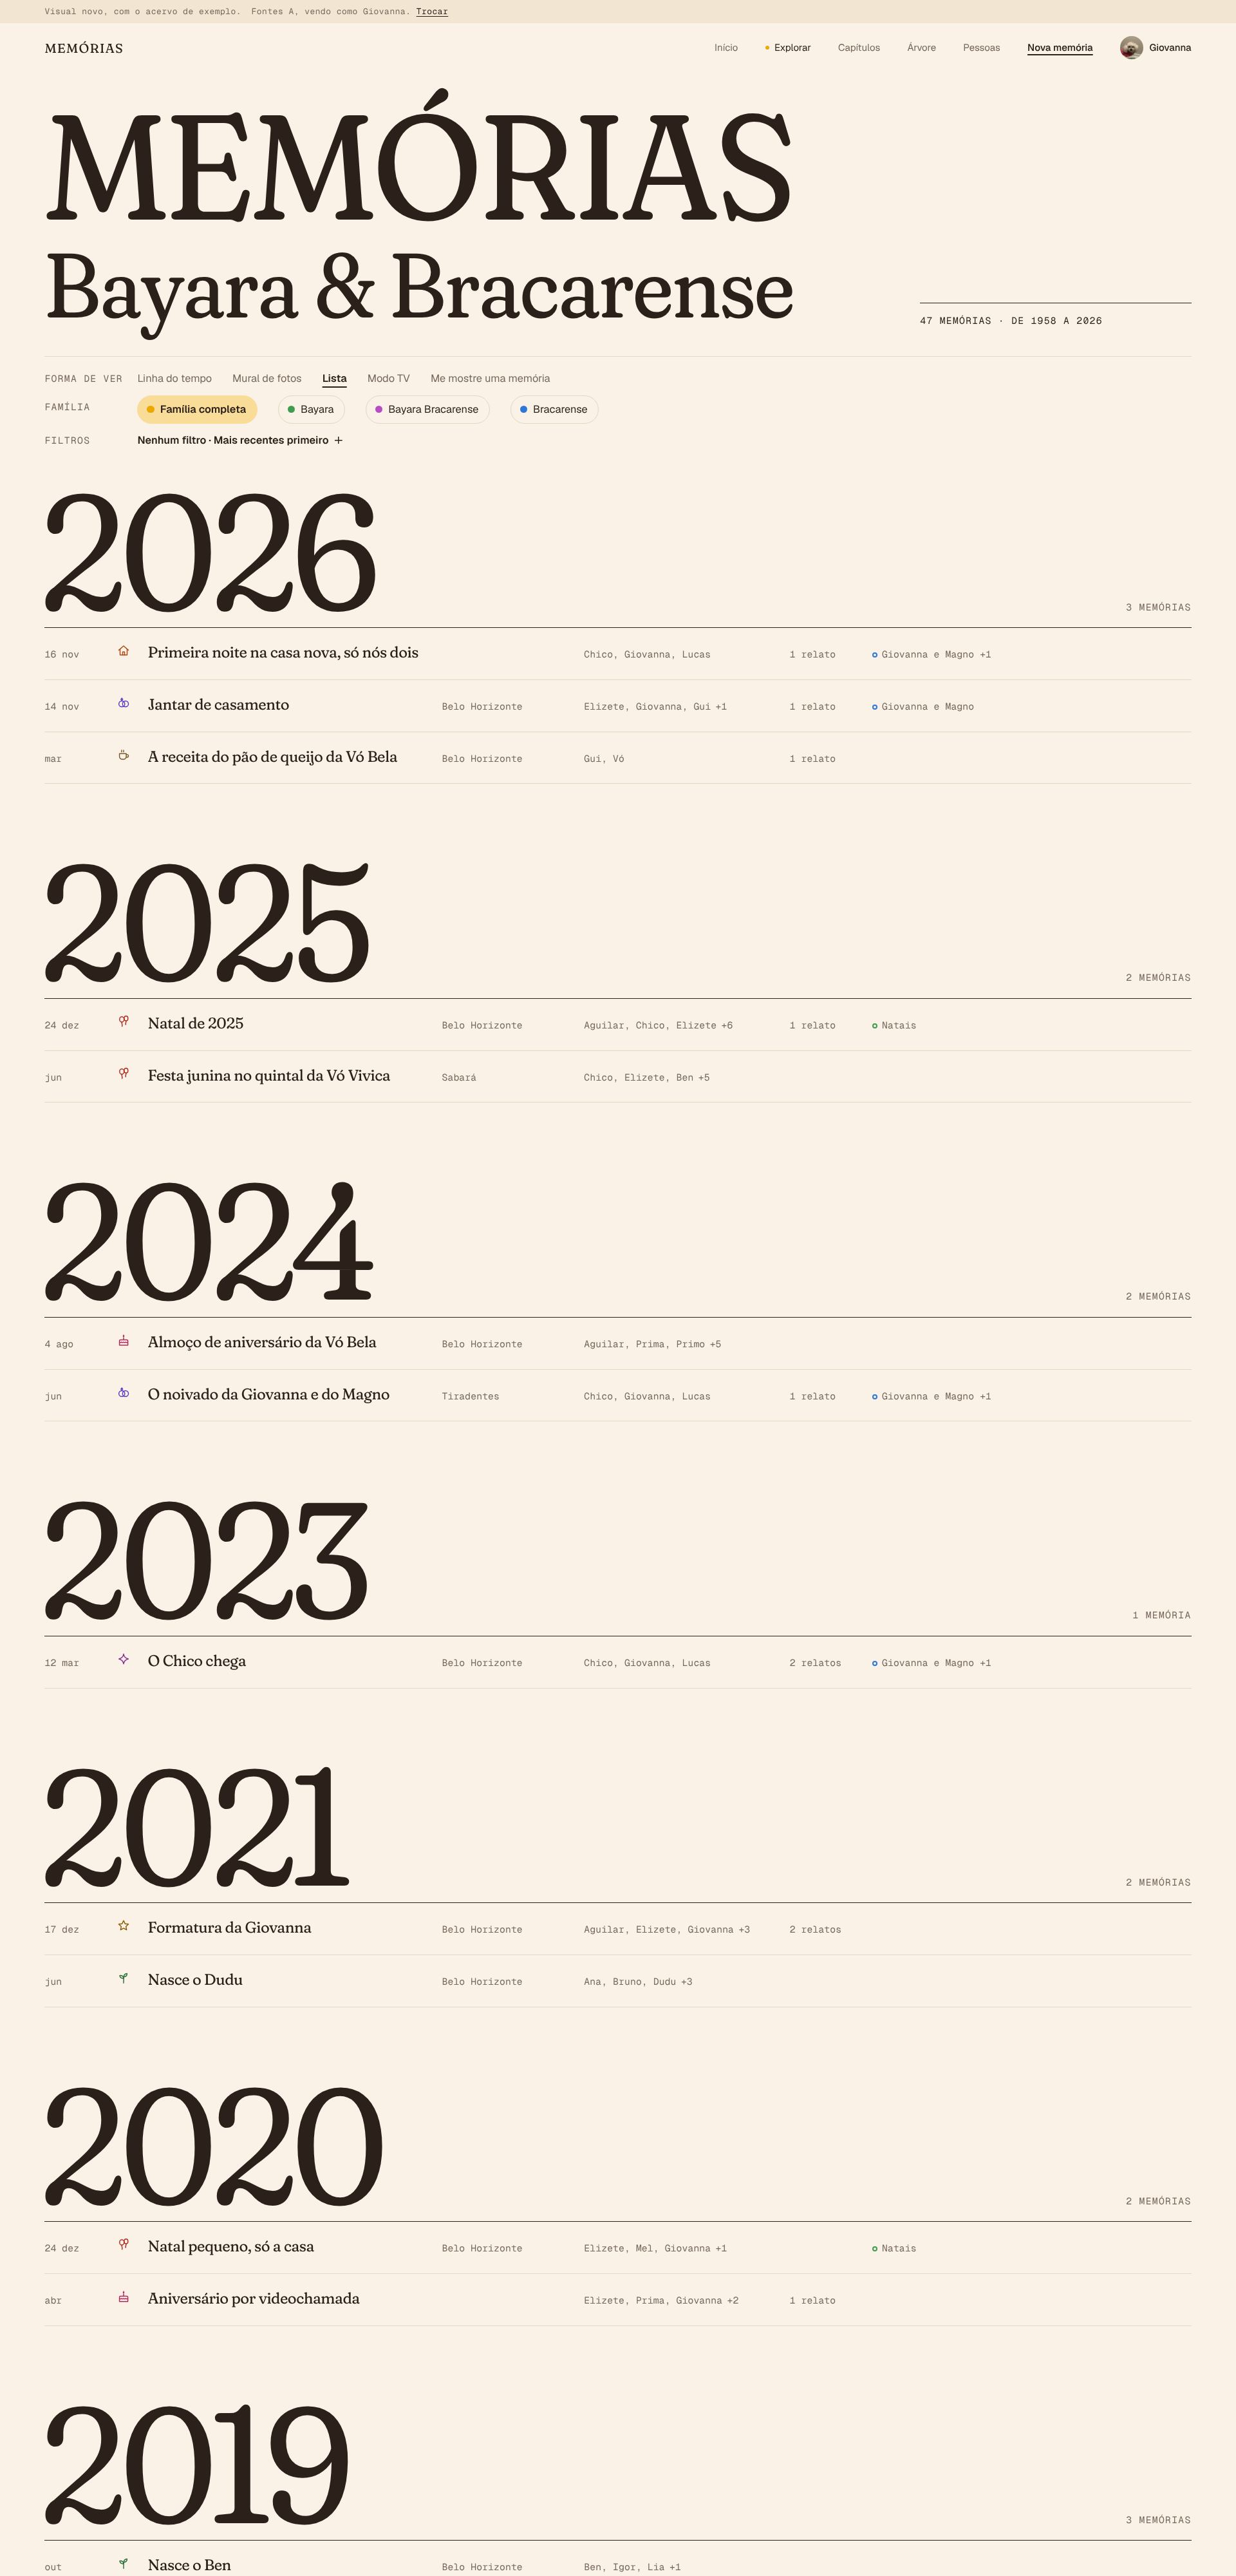 Visual novo, com o acervo de exemplo. Fontes A, vendo como Giovanna. Trocar
MEMÓRIAS Início Explorar Capítulos Árvore Pessoas Nova memória Giovanna
MEMÓRIAS
Bayara & Bracarense
47 MEMÓRIAS · DE 1958 A 2026
FORMA DE VER Linha do tempo Mural de fotos Lista Modo TV Me mostre uma memória
FAMÍLIA Família completa Bayara Bayara Bracarense Bracarense
FILTROS Nenhum filtro · Mais recentes primeiro +
2026
3 MEMÓRIAS
16 nov Primeira noite na casa nova, só nós dois Chico, Giovanna, Lucas 1 relato Giovanna e Magno +1
14 nov Jantar de casamento Belo Horizonte Elizete, Giovanna, Gui +1 1 relato Giovanna e Magno
mar A receita do pão de queijo da Vó Bela Belo Horizonte Gui, Vó 1 relato
2025
2 MEMÓRIAS
24 dez Natal de 2025 Belo Horizonte Aguilar, Chico, Elizete +6 1 relato Natais
jun Festa junina no quintal da Vó Vivica Sabará Chico, Elizete, Ben +5
2024
2 MEMÓRIAS
4 ago Almoço de aniversário da Vó Bela Belo Horizonte Aguilar, Prima, Primo +5
jun O noivado da Giovanna e do Magno Tiradentes Chico, Giovanna, Lucas 1 relato Giovanna e Magno +1
2023
1 MEMÓRIA
12 mar O Chico chega Belo Horizonte Chico, Giovanna, Lucas 2 relatos Giovanna e Magno +1
2021
2 MEMÓRIAS
17 dez Formatura da Giovanna Belo Horizonte Aguilar, Elizete, Giovanna +3 2 relatos
jun Nasce o Dudu Belo Horizonte Ana, Bruno, Dudu +3
2020
2 MEMÓRIAS
24 dez Natal pequeno, só a casa Belo Horizonte Elizete, Mel, Giovanna +1 Natais
abr Aniversário por videochamada Elizete, Prima, Giovanna +2 1 relato
2019
3 MEMÓRIAS
out Nasce o Ben Belo Horizonte Ben, Igor, Lia +1